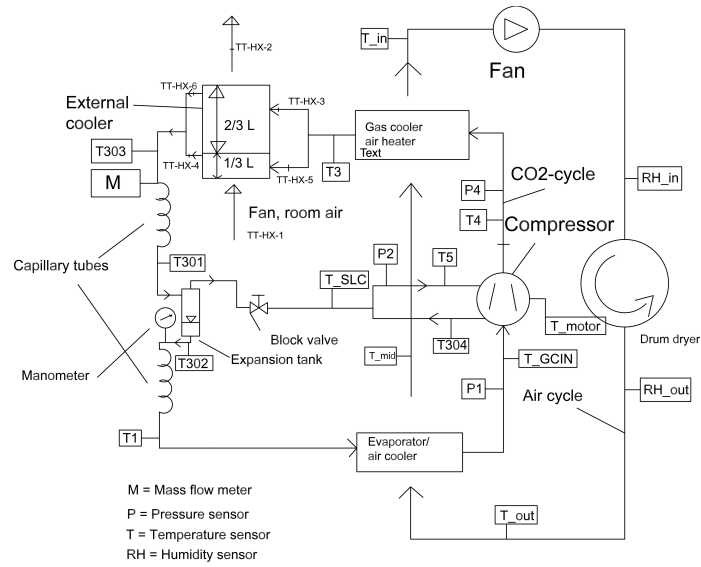 TT-HX-2
T_in
Fan
TT-HX-6
TT-HX-3
External
cooler
2/3 L
Gas cooler
air heater
Text
T303
TT-HX-4
1/3 L
TT-HX-5
T3
CO2-cycle
M
P4
RH_in
Fan, room air
TT-HX-1
T4
Compressor
Capillary tubes
T301
P2
T5
T_SLC
T_motor
Block valve
T304
Drum dryer
Expansion tank
T302
T_mid
T_GCIN
Manometer
P1
RH_out
Air cycle
T1
Evaporator/
air cooler
M = Mass flow meter
P = Pressure sensor
T_out
T = Temperature sensor
RH = Humidity sensor